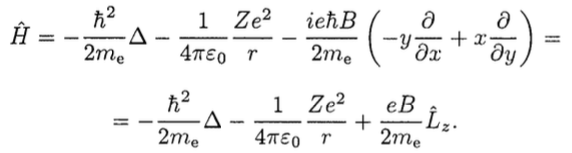 Ĥ = −ħ²/2mₑ Δ − 1/4πε₀ Ze²/r − ieħB/2mₑ (−y ∂/∂x + x ∂/∂y) =
= −ħ²/2mₑ Δ − 1/4πε₀ Ze²/r + eB/2mₑ L̂_z.